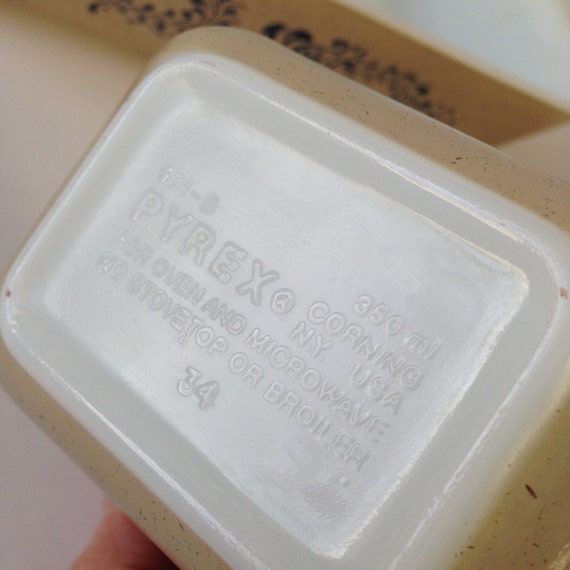 501-B 350 ml
PYREX ® CORNING
NY USA
FOR OVEN AND MICROWAVE
NO STOVETOP OR BROILER
34